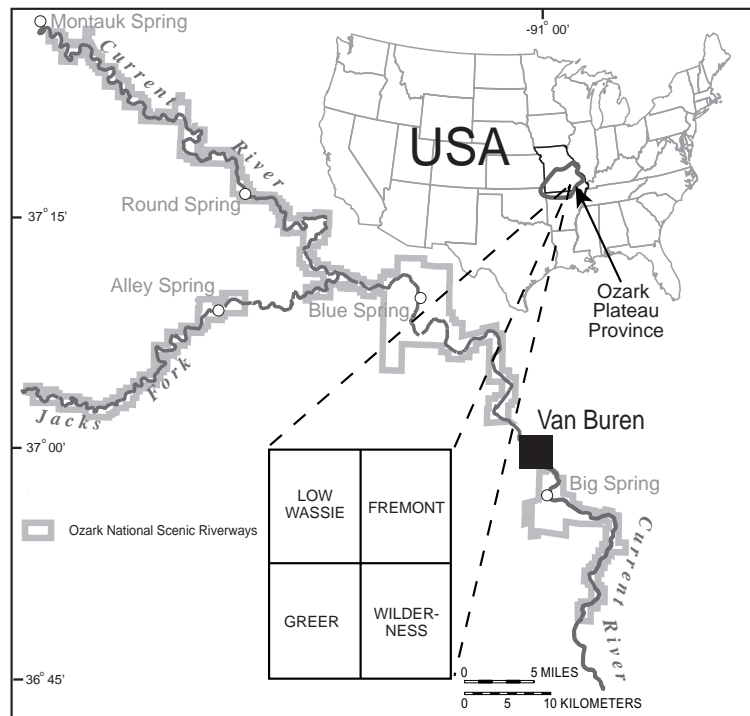 Montauk Spring
-91° 00'
Current
River
USA
Round Spring
37° 15'
Alley Spring
Blue Spring
Ozark
Plateau
Province
Jacks Fork
Van Buren
37° 00'
Big Spring
LOW
WASSIE
FREMONT
Ozark National Scenic Riverways
Current River
GREER
WILDER-
NESS
36° 45'
0 5 MILES
0 5 10 KILOMETERS